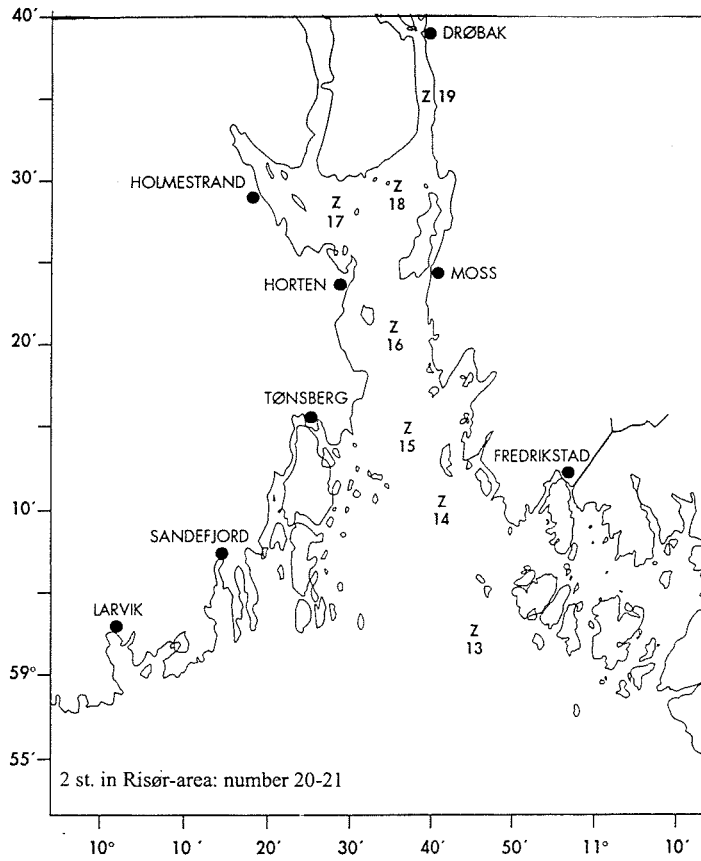 40´
DRØBAK
Z 19
HOLMESTRAND
30´
Z
18
Z
17
HORTEN
MOSS
20´
Z
16
TØNSBERG
Z
15
FREDRIKSTAD
10´
Z
14
SANDEFJORD
LARVIK
Z
13
59°
55´
2 st. in Risør-area: number 20-21
10° 10´ 20´ 30´ 40´ 50´ 11° 10´